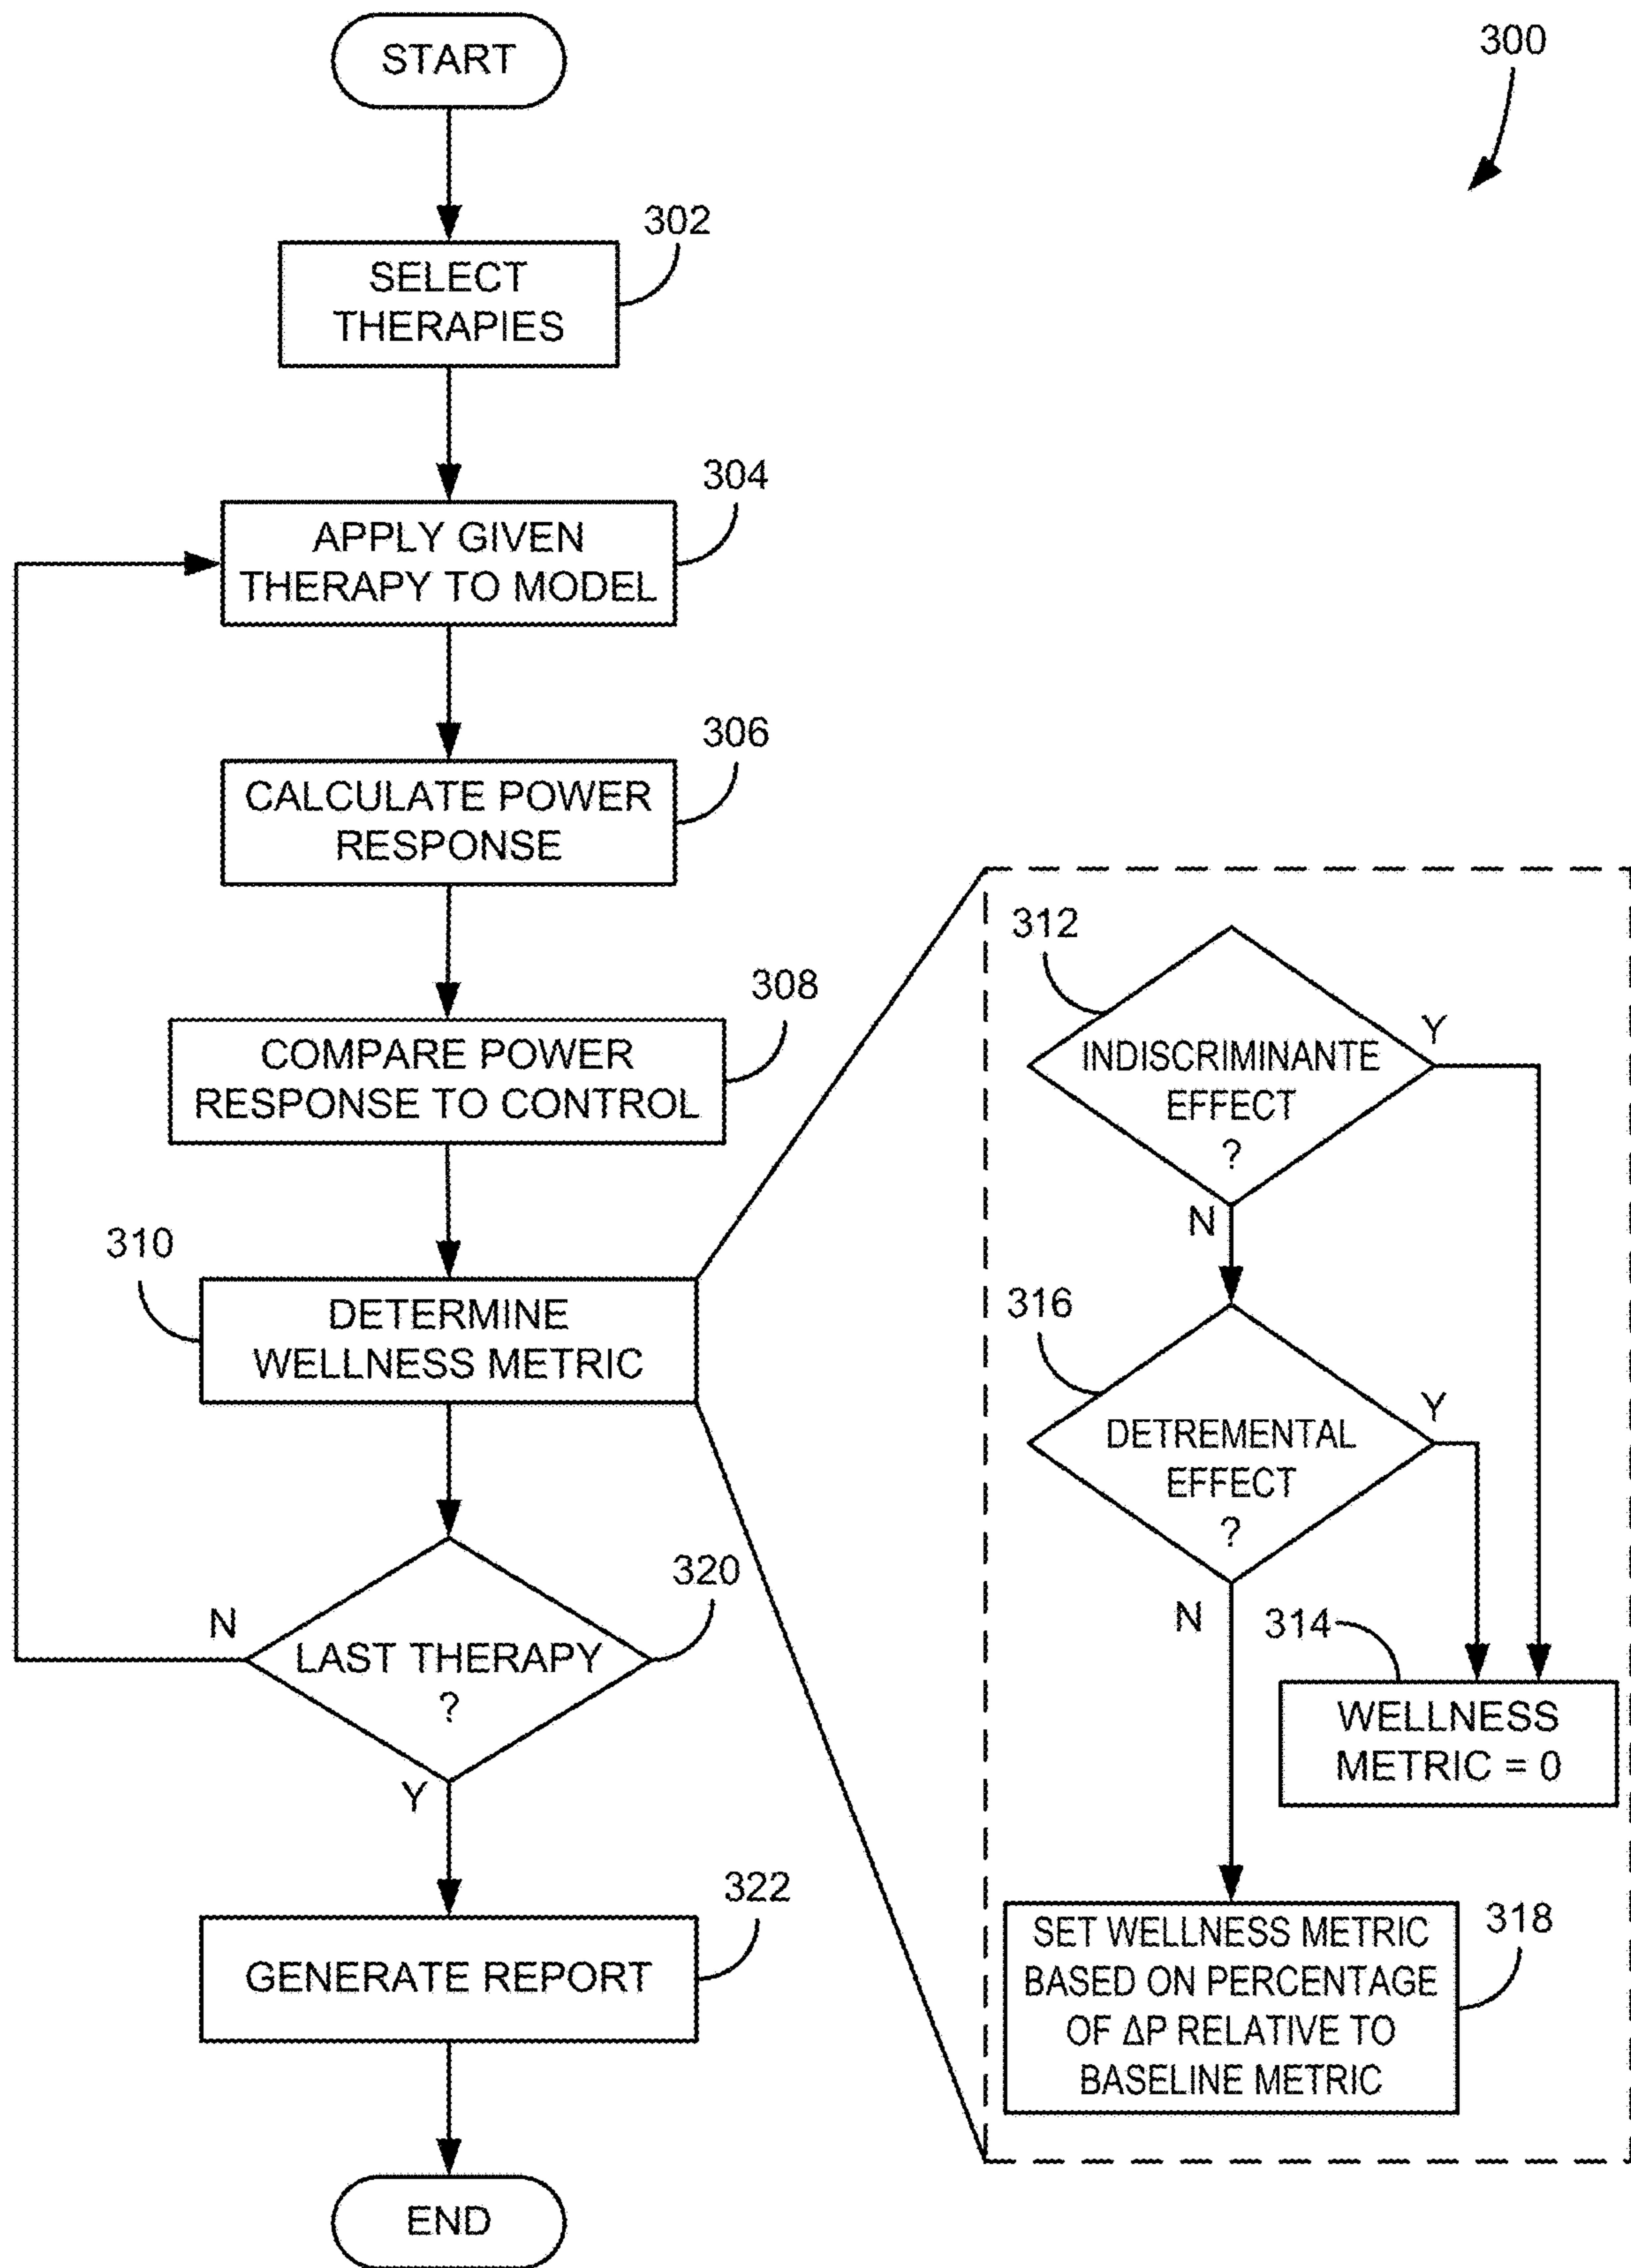 START
300
302
SELECT
THERAPIES
304
APPLY GIVEN
THERAPY TO MODEL
306
CALCULATE POWER
RESPONSE
308
COMPARE POWER
RESPONSE TO CONTROL
310
DETERMINE
WELLNESS METRIC
320
N
LAST THERAPY
?
Y
322
GENERATE REPORT
END
312
INDISCRIMINANTE
EFFECT
?
Y
N
316
DETREMENTAL
EFFECT
?
Y
N
314
WELLNESS
METRIC = 0
318
SET WELLNESS METRIC
BASED ON PERCENTAGE
OF ΔP RELATIVE TO
BASELINE METRIC